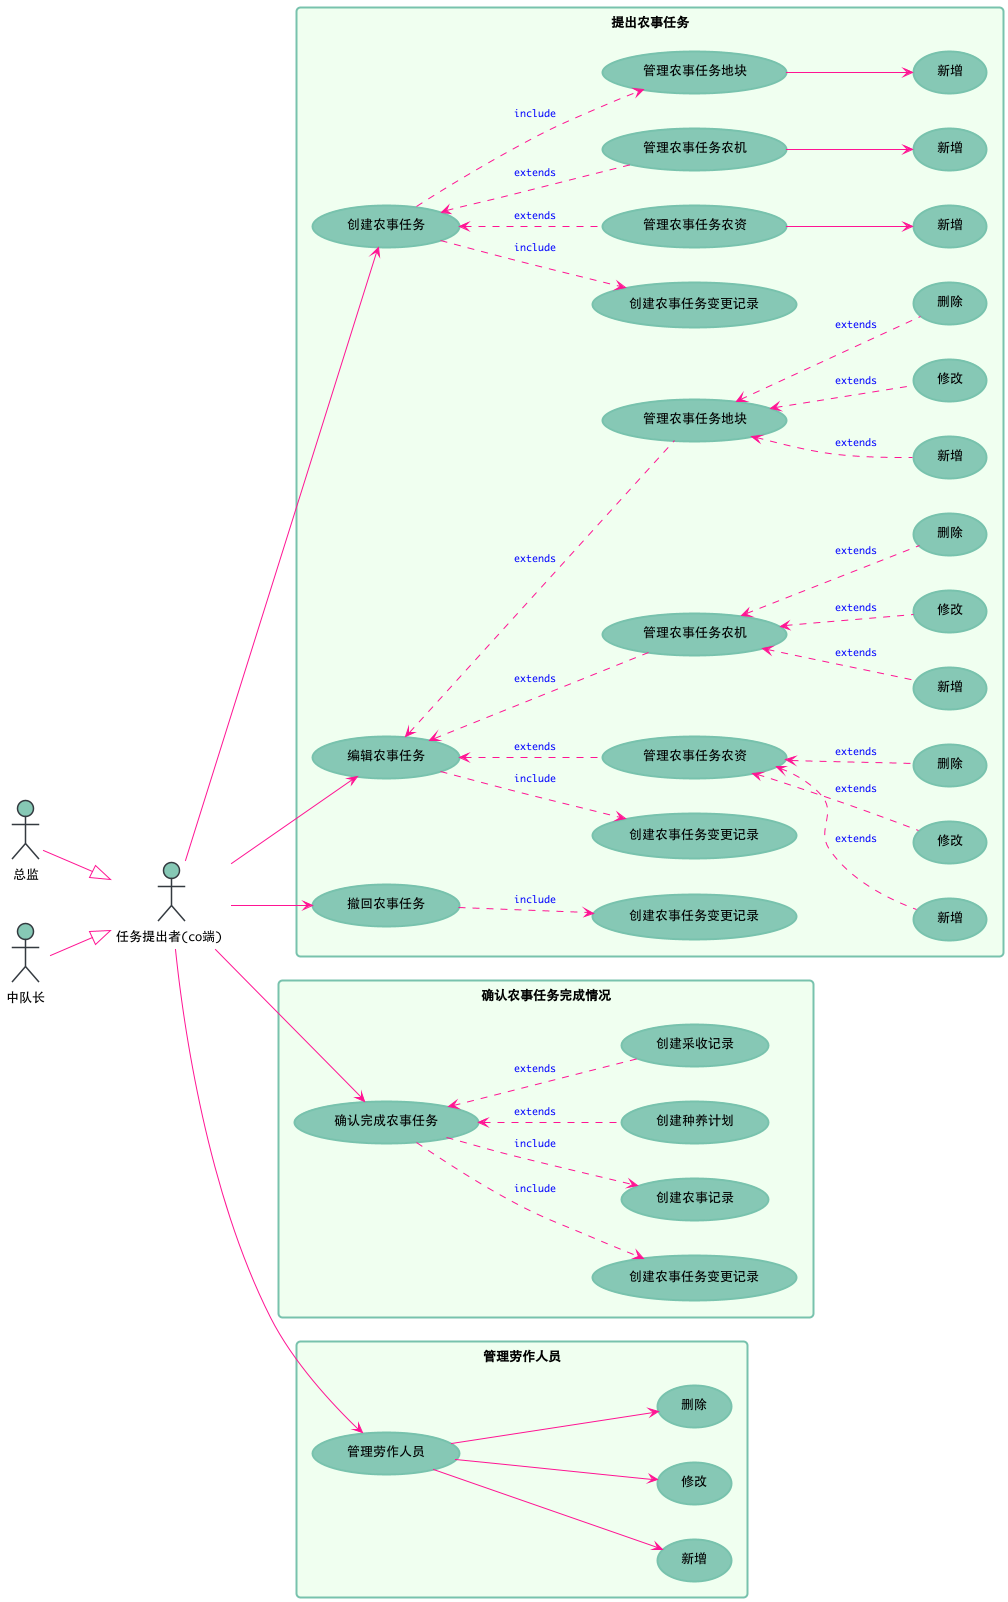 提出农事任务
管理农事任务地块
新增
include
管理农事任务农机
新增
extends
创建农事任务
extends
管理农事任务农资
新增
include
创建农事任务变更记录
删除
extends
修改
extends
管理农事任务地块
extends
新增
删除
extends
extends
修改
extends
管理农事任务农机
extends
新增
extends
编辑农事任务
extends
管理农事任务农资
extends
删除
include
extends
创建农事任务变更记录
extends
修改
总监
撤回农事任务
include
创建农事任务变更记录
新增
任务提出者(co端)
中队长
确认农事任务完成情况
创建采收记录
extends
确认完成农事任务
extends
创建种养计划
include
include
创建农事记录
创建农事任务变更记录
管理劳作人员
删除
管理劳作人员
修改
新增